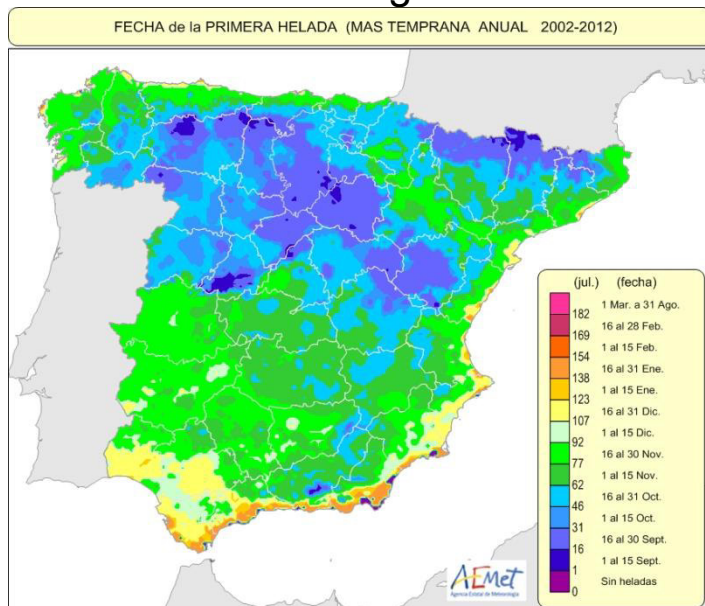 FECHA de la PRIMERA HELADA (MAS TEMPRANA ANUAL 2002-2012)
(jul.) (fecha)
1 Mar. a 31 Ago.
182
16 al 28 Feb.
169
1 al 15 Feb.
154
16 al 31 Ene.
138
1 al 15 Ene.
123
16 al 31 Dic.
107
1 al 15 Dic.
92
16 al 30 Nov.
77
1 al 15 Nov.
62
16 al 31 Oct.
46
1 al 15 Oct.
31
16 al 30 Sept.
16
1 al 15 Sept.
1
Sin heladas
0
AEMet
Agencia Estatal de Meteorología